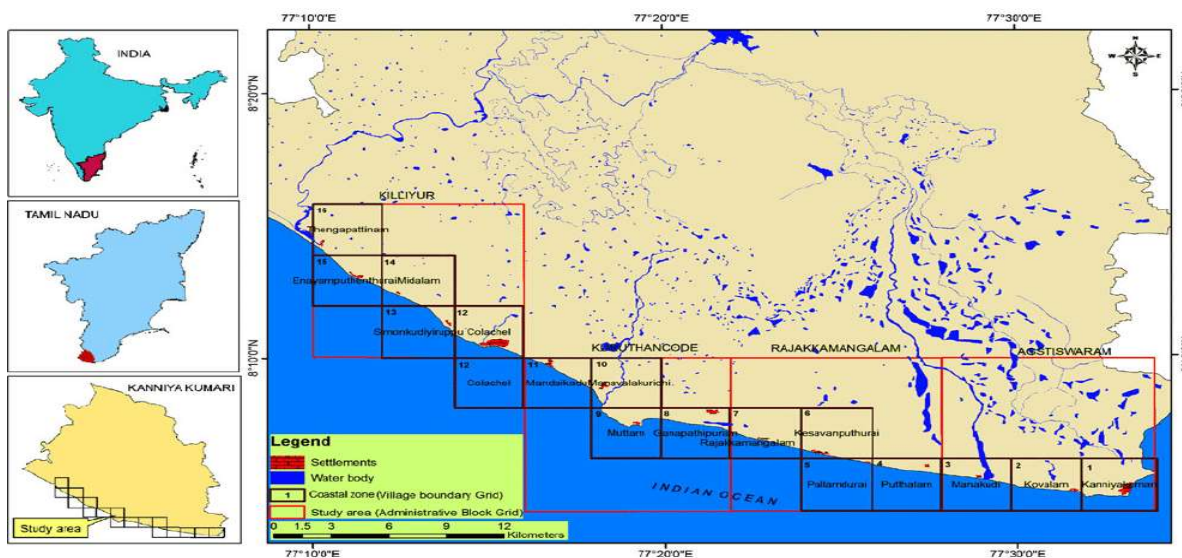 INDIA
TAMIL NADU
KANNIYA KUMARI
Study area
77°10'0"E 77°20'0"E 77°30'0"E
N
W E
S
8°20'0"N
8°10'0"N
KILLIYUR
16
Thengapattinam
15 14
Midalam
13 12
Simonkudiyiruppu Colachel
12 11 10
Colachel Mandaikadu Manavalakurichi
RAJAKKAMANGALAM
AGSTISWARAM
9 8 7 6
Muttam Ganapathipuram Rajakkamangalam Kesavanputhurai
5 4 3 2 1
Pallamdurai Putthalam Manakudi Kovalam Kanniyakumari
INDIAN OCEAN
Legend
Settlements
Water body
1 Coastal zone (Village boundary Grid)
Study area (Administrative Block Grid)
0 1.5 3 6 9 12
Kilometers
77°10'0"E 77°20'0"E 77°30'0"E